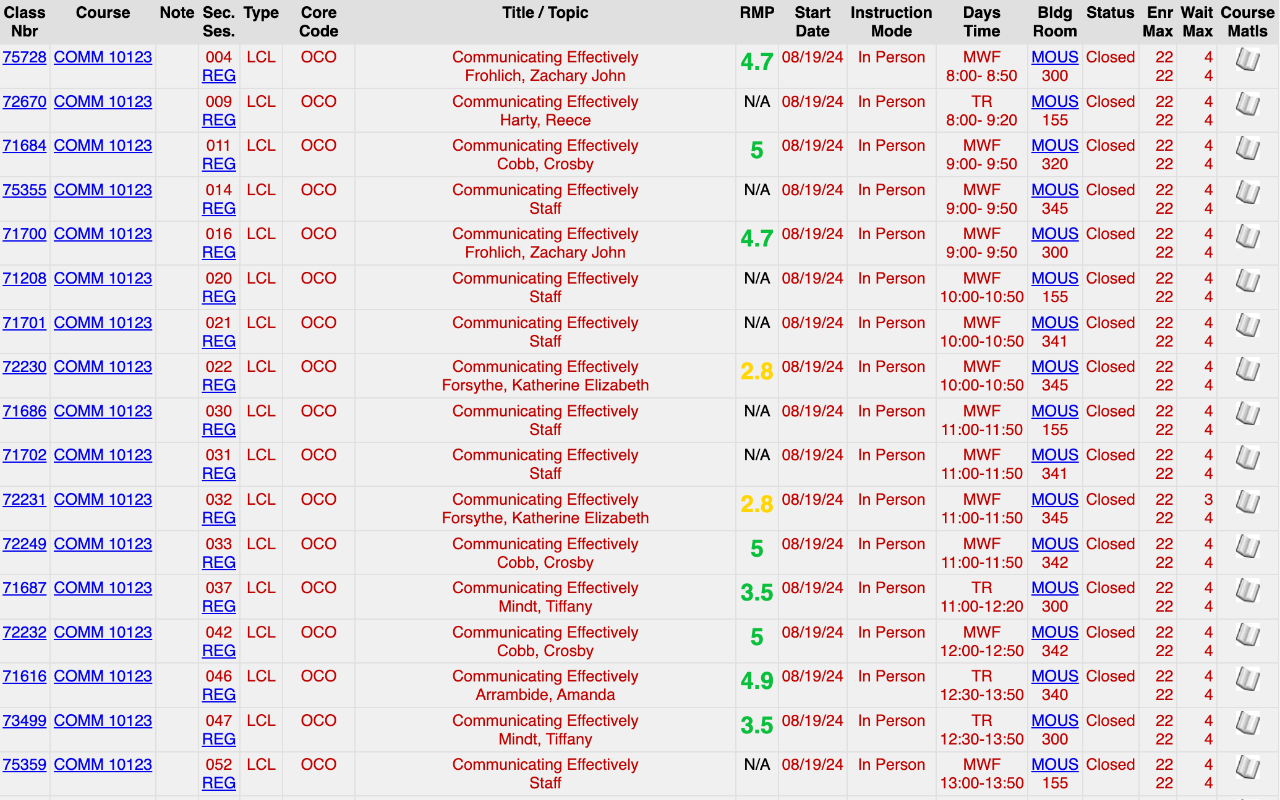 Class Nbr Course Note Sec. Ses. Type Core Code Title / Topic RMP Start Date Instruction Mode Days Time Bldg Room Status Enr Max Wait Max Course Matls
75728 COMM 10123 004 LCL OCO Communicating Effectively 4.7 08/19/24 In Person MWF MOUS Closed 22 4
REG Frohlich, Zachary John 8:00- 8:50 300 22 4
72670 COMM 10123 009 LCL OCO Communicating Effectively N/A 08/19/24 In Person TR MOUS Closed 22 4
REG Harty, Reece 8:00- 9:20 155 22 4
71684 COMM 10123 011 LCL OCO Communicating Effectively 5 08/19/24 In Person MWF MOUS Closed 22 4
REG Cobb, Crosby 9:00- 9:50 320 22 4
75355 COMM 10123 014 LCL OCO Communicating Effectively N/A 08/19/24 In Person MWF MOUS Closed 22 4
REG Staff 9:00- 9:50 345 22 4
71700 COMM 10123 016 LCL OCO Communicating Effectively 4.7 08/19/24 In Person MWF MOUS Closed 22 4
REG Frohlich, Zachary John 9:00- 9:50 300 22 4
71208 COMM 10123 020 LCL OCO Communicating Effectively N/A 08/19/24 In Person MWF MOUS Closed 22 4
REG Staff 10:00-10:50 155 22 4
71701 COMM 10123 021 LCL OCO Communicating Effectively N/A 08/19/24 In Person MWF MOUS Closed 22 4
REG Staff 10:00-10:50 341 22 4
72230 COMM 10123 022 LCL OCO Communicating Effectively 2.8 08/19/24 In Person MWF MOUS Closed 22 4
REG Forsythe, Katherine Elizabeth 10:00-10:50 345 22 4
71686 COMM 10123 030 LCL OCO Communicating Effectively N/A 08/19/24 In Person MWF MOUS Closed 22 4
REG Staff 11:00-11:50 155 22 4
71702 COMM 10123 031 LCL OCO Communicating Effectively N/A 08/19/24 In Person MWF MOUS Closed 22 4
REG Staff 11:00-11:50 341 22 4
72231 COMM 10123 032 LCL OCO Communicating Effectively 2.8 08/19/24 In Person MWF MOUS Closed 22 3
REG Forsythe, Katherine Elizabeth 11:00-11:50 345 22 4
72249 COMM 10123 033 LCL OCO Communicating Effectively 5 08/19/24 In Person MWF MOUS Closed 22 4
REG Cobb, Crosby 11:00-11:50 342 22 4
71687 COMM 10123 037 LCL OCO Communicating Effectively 3.5 08/19/24 In Person TR MOUS Closed 22 4
REG Mindt, Tiffany 11:00-12:20 300 22 4
72232 COMM 10123 042 LCL OCO Communicating Effectively 5 08/19/24 In Person MWF MOUS Closed 22 4
REG Cobb, Crosby 12:00-12:50 342 22 4
71616 COMM 10123 046 LCL OCO Communicating Effectively 4.9 08/19/24 In Person TR MOUS Closed 22 4
REG Arrambide, Amanda 12:30-13:50 340 22 4
73499 COMM 10123 047 LCL OCO Communicating Effectively 3.5 08/19/24 In Person TR MOUS Closed 22 4
REG Mindt, Tiffany 12:30-13:50 300 22 4
75359 COMM 10123 052 LCL OCO Communicating Effectively N/A 08/19/24 In Person MWF MOUS Closed 22 4
REG Staff 13:00-13:50 155 22 4